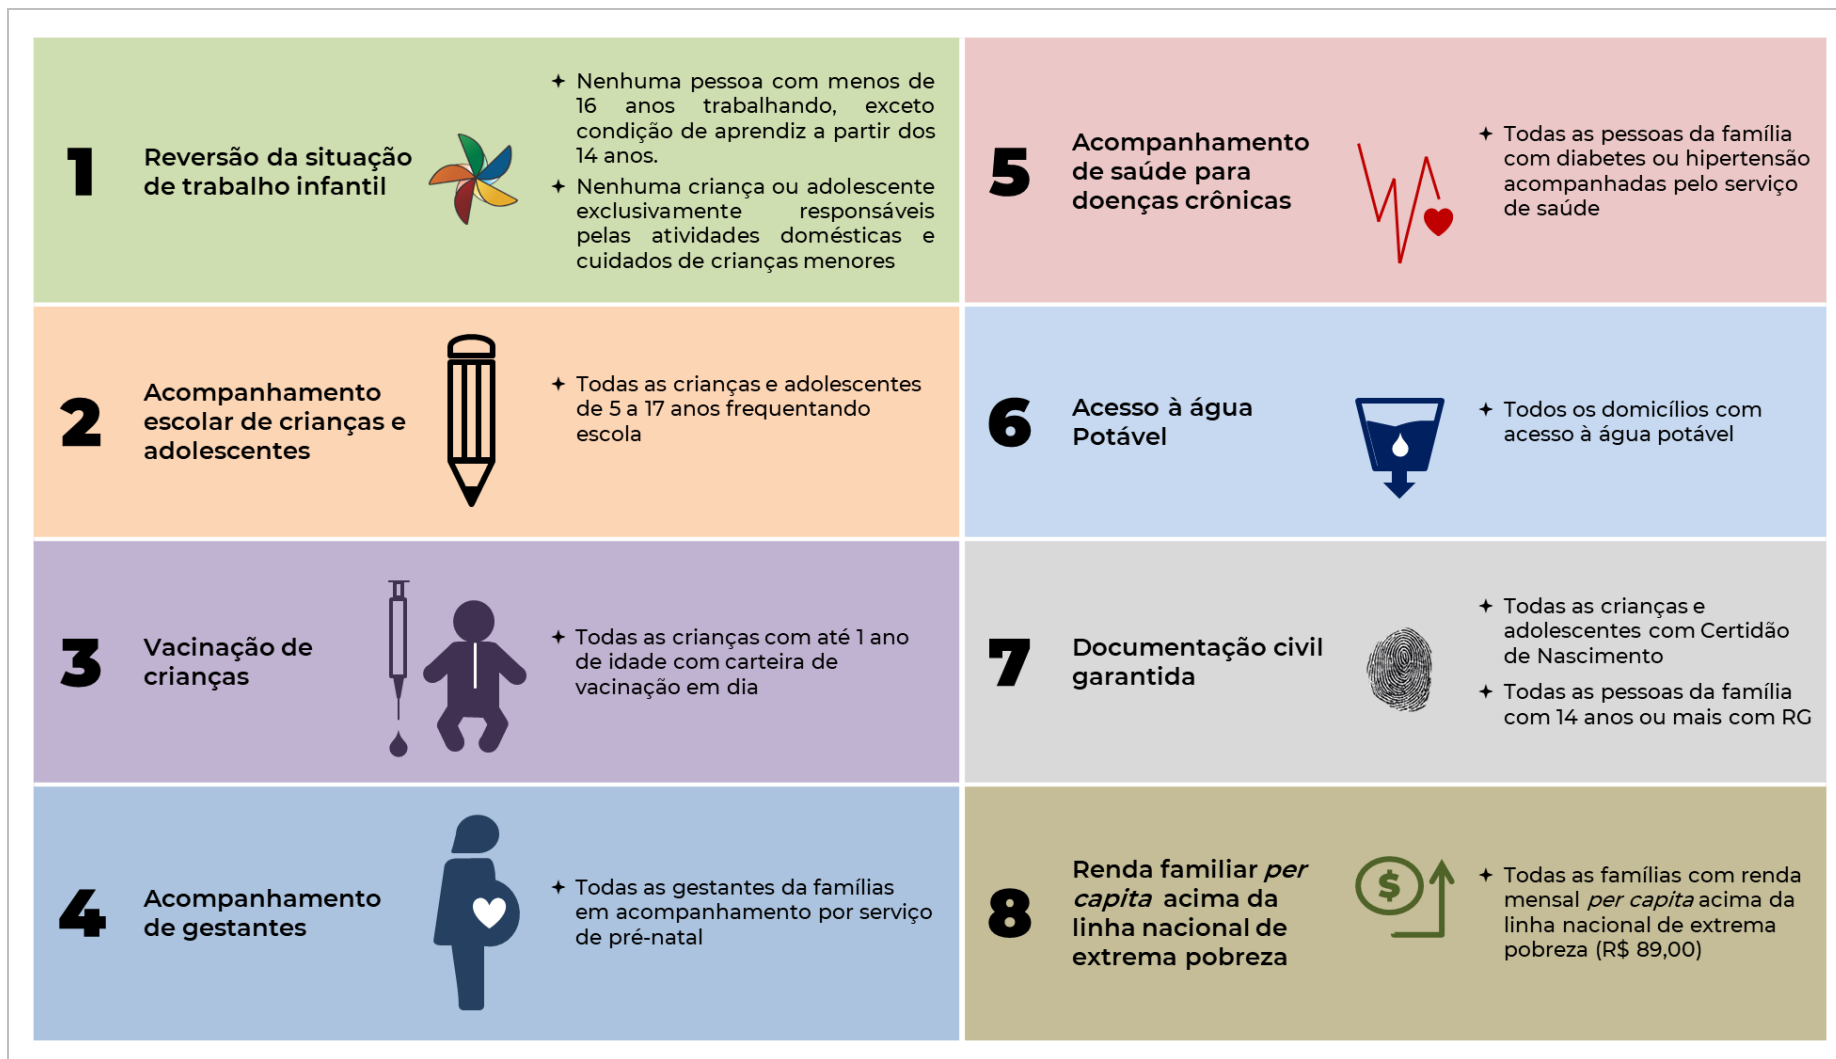 1
Reversão da situação
de trabalho infantil
Nenhuma pessoa com menos de
16 anos trabalhando, exceto
condição de aprendiz a partir dos
14 anos.
Nenhuma criança ou adolescente
exclusivamente responsáveis
pelas atividades domésticas e
cuidados de crianças menores
2
Acompanhamento
escolar de crianças e
adolescentes
Todas as crianças e adolescentes
de 5 a 17 anos frequentando
escola
3
Vacinação de
crianças
Todas as crianças com até 1 ano
de idade com carteira de
vacinação em dia
4
Acompanhamento
de gestantes
Todas as gestantes da famílias
em acompanhamento por serviço
de pré-natal
5
Acompanhamento
de saúde para
doenças crônicas
Todas as pessoas da família
com diabetes ou hipertensão
acompanhadas pelo serviço
de saúde
6
Acesso à água
Potável
Todos os domicílios com
acesso à água potável
7
Documentação civil
garantida
Todas as crianças e
adolescentes com Certidão
de Nascimento
Todas as pessoas da família
com 14 anos ou mais com RG
8
Renda familiar per
capita acima da
linha nacional de
extrema pobreza
$
Todas as famílias com renda
mensal per capita acima da
linha nacional de extrema
pobreza (R$ 89,00)